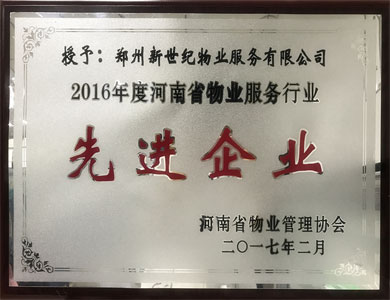 授予：郑州新世纪物业服务有限公司
2016年度河南省物业服务行业
先进企业
河南省物业管理协会
二〇一七年二月